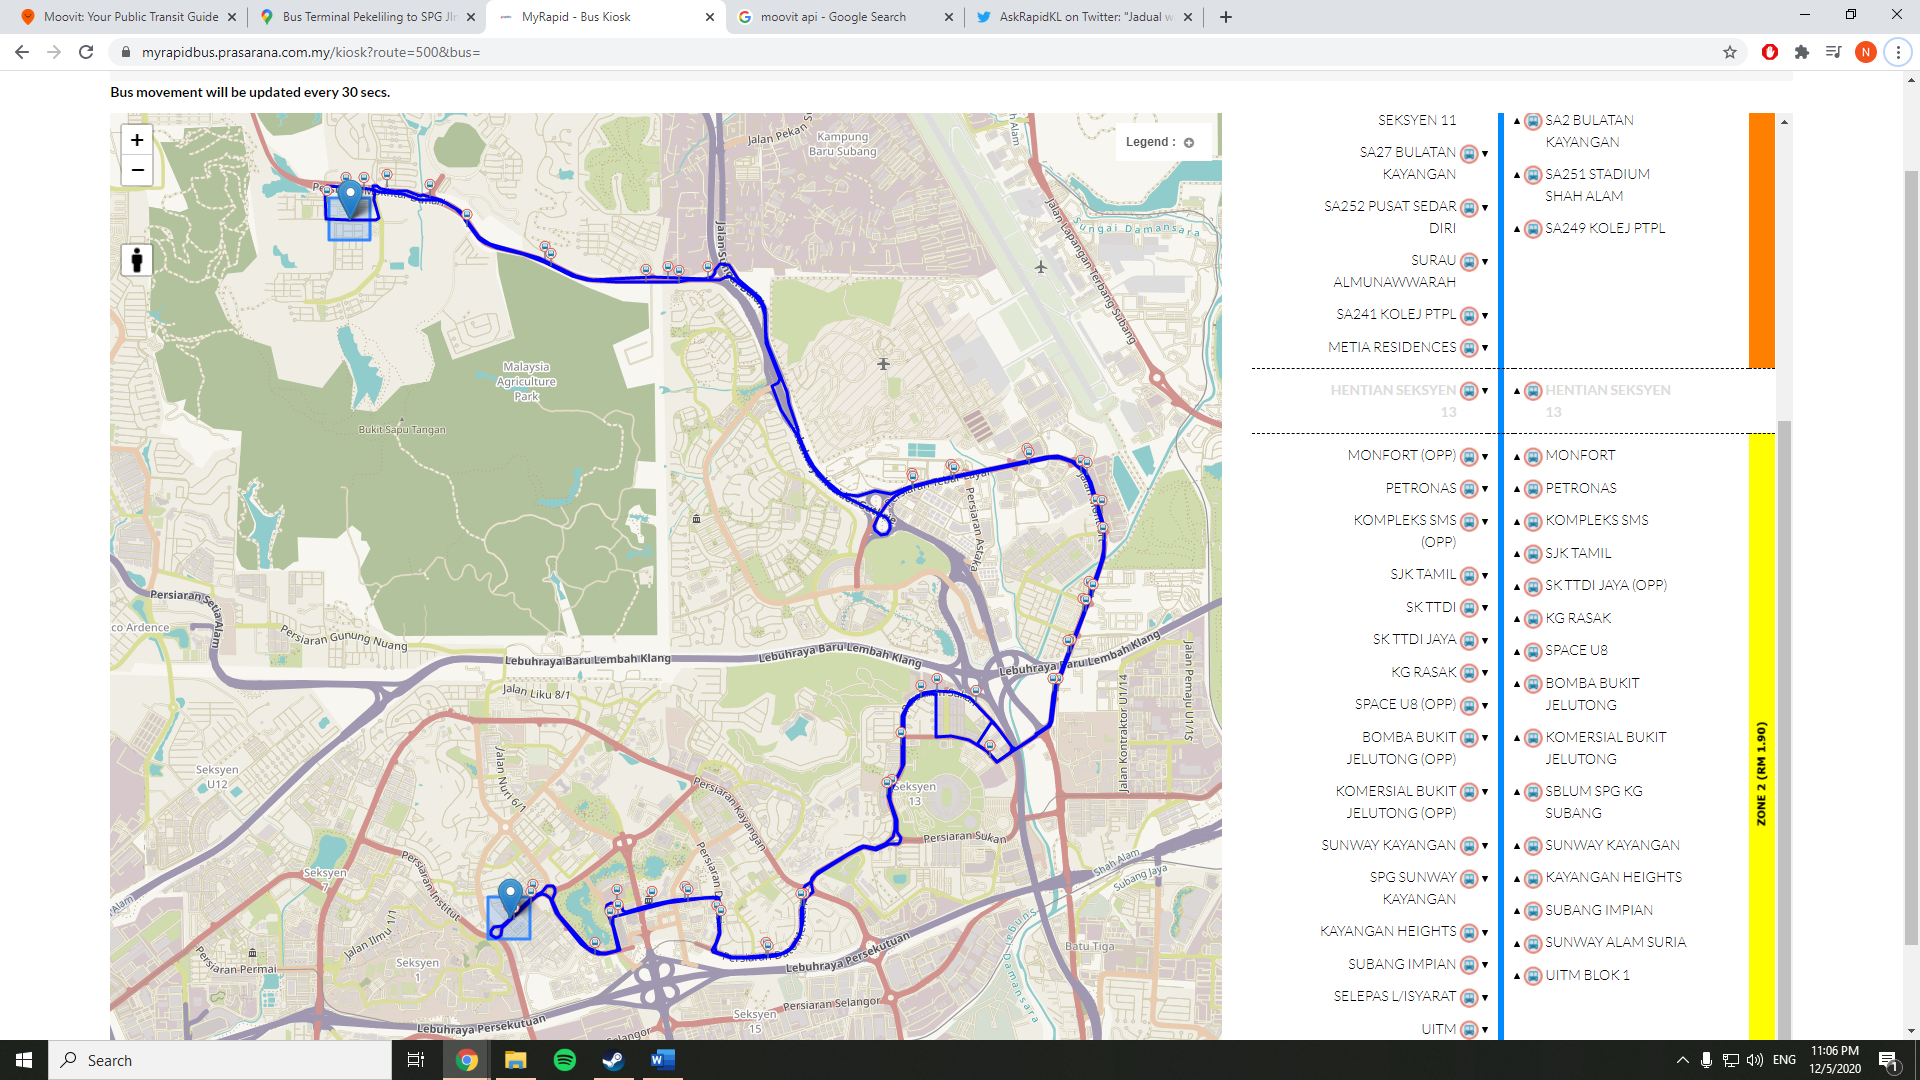 Moovit: Your Public Transit Guide
Bus Terminal Pekeliling to SPG Jln
MyRapid - Bus Kiosk
moovit api - Google Search
AskRapidKL on Twitter: "Jadual w
myrapidbus.prasarana.com.my/kiosk?route=500&bus=
N
Bus movement will be updated every 30 secs.
+
−
Legend :
Jalan Pekan Su
Kampung
Baru Subang
Jalan Lapangan Terbang Subang
Sungai Damansara
Malaysia
Agriculture
Park
Bukit Sapu Tangan
Persiaran Tebar Layar
Persiaran Astaka
Persiaran Setia Alam
co Ardence
Persiaran Gunung Nuang
Lebuhraya Baru Lembah Klang
Lebuhraya Baru Lembah Klang
Lebuhraya Baru Lembah Klang
Jalan Liku 8/1
Jalan Kontraktor U1/14
Jalan Pemaju U1/15
Seksyen
U12
Jalan Nuri 6/1
Persiaran Kayangan
Seksyen
13
Persiaran Sukan
Shah Alam
Subang Jaya
Persiaran Institut
Seksyen
7
Jalan Ilmu 1/1
Persiaran Permai
Seksyen
1
Batu Tiga
Damansara
Lebuhraya Persekutuan
Lebuhraya Persekutuan
Persiaran Selangor
Seksyen
15
SEKSYEN 11
SA27 BULATAN
KAYANGAN
SA252 PUSAT SEDAR
DIRI
SURAU
ALMUNAWWARAH
SA241 KOLEJ PTPL
METIA RESIDENCES
HENTIAN SEKSYEN
13
MONFORT (OPP)
PETRONAS
KOMPLEKS SMS
(OPP)
SJK TAMIL
SK TTDI
SK TTDI JAYA
KG RASAK
SPACE U8 (OPP)
BOMBA BUKIT
JELUTONG (OPP)
KOMERSIAL BUKIT
JELUTONG (OPP)
SUNWAY KAYANGAN
SPG SUNWAY
KAYANGAN
KAYANGAN HEIGHTS
SUBANG IMPIAN
SELEPAS L/ISYARAT
UITM
SA2 BULATAN
KAYANGAN
SA251 STADIUM
SHAH ALAM
SA249 KOLEJ PTPL
HENTIAN SEKSYEN
13
MONFORT
PETRONAS
KOMPLEKS SMS
SJK TAMIL
SK TTDI JAYA (OPP)
KG RASAK
SPACE U8
BOMBA BUKIT
JELUTONG
KOMERSIAL BUKIT
JELUTONG
SBLUM SPG KG
SUBANG
SUNWAY KAYANGAN
KAYANGAN HEIGHTS
SUBANG IMPIAN
SUNWAY ALAM SURIA
UITM BLOK 1
ZONE 2 (RM 1.90)
Search
ENG
11:06 PM
12/5/2020
1